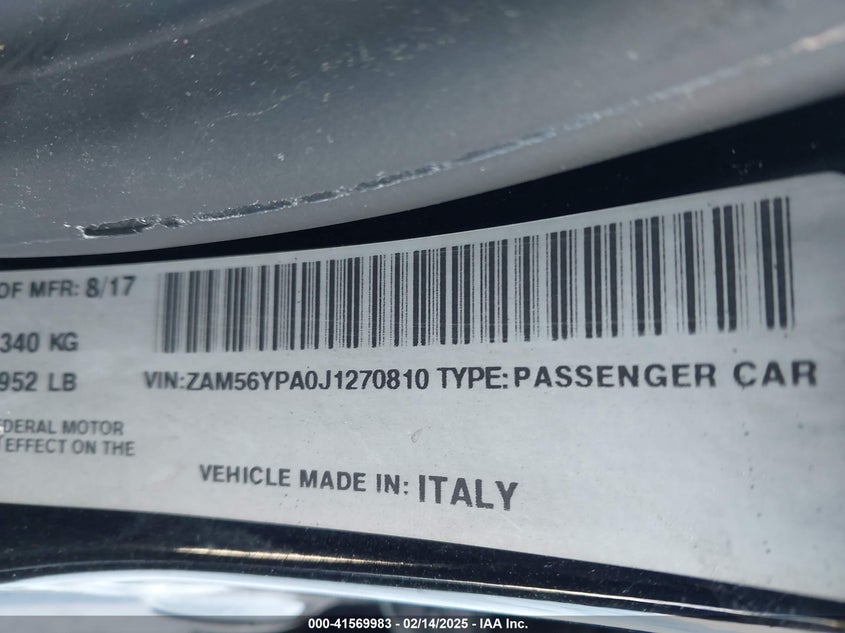 OF MFR: 8/17
340 KG
952 LB
VIN:ZAM56YPA0J1270810 TYPE:PASSENGER CAR
EDERAL MOTOR
EFFECT ON THE
VEHICLE MADE IN: ITALY
000-41569983 - 02/14/2025 - IAA Inc.